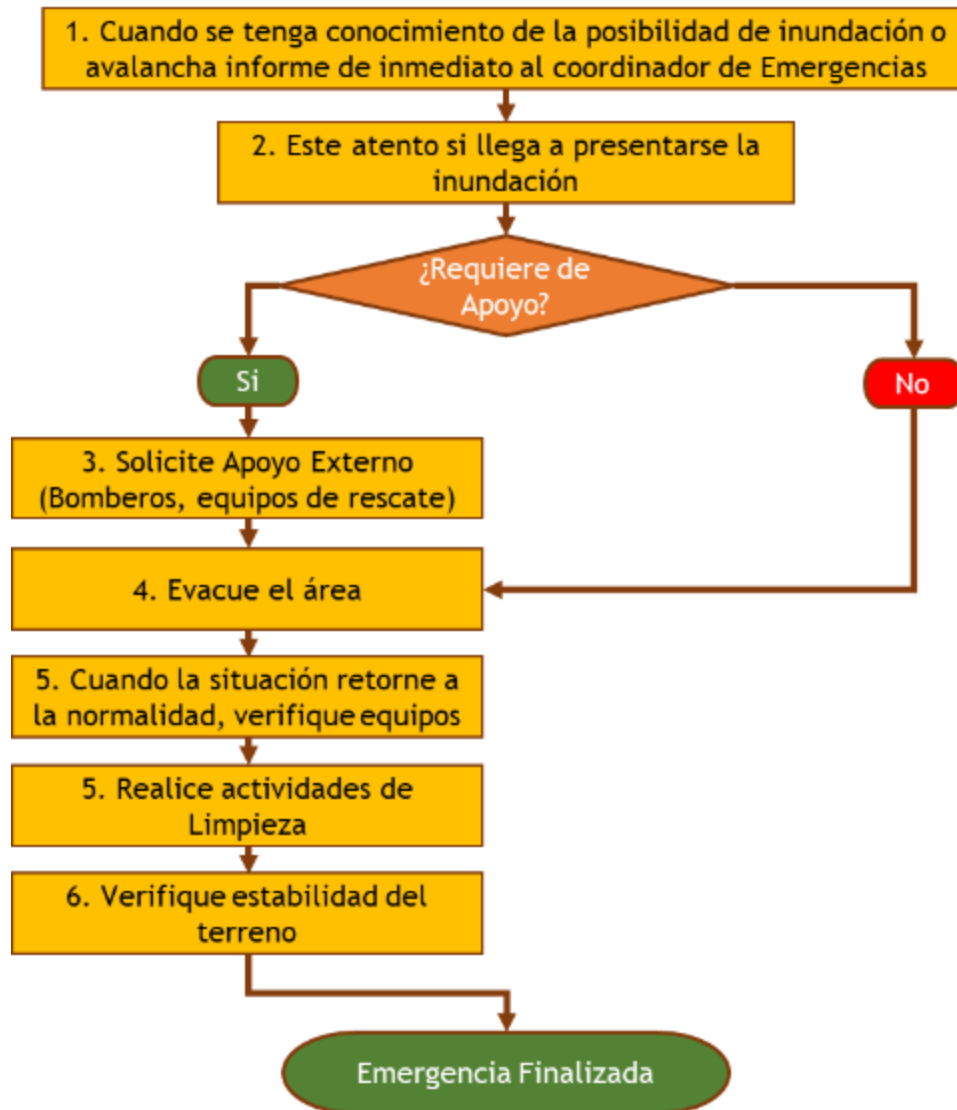 1. Cuando se tenga conocimiento de la posibilidad de inundación o
avalancha informe de inmediato al coordinador de Emergencias
2. Este atento si llega a presentarse la
inundación
¿Requiere de
Apoyo?
Si
No
3. Solicite Apoyo Externo
(Bomberos, equipos de rescate)
4. Evacue el área
5. Cuando la situación retorne a
la normalidad, verifique equipos
5. Realice actividades de
Limpieza
6. Verifique estabilidad del
terreno
Emergencia Finalizada